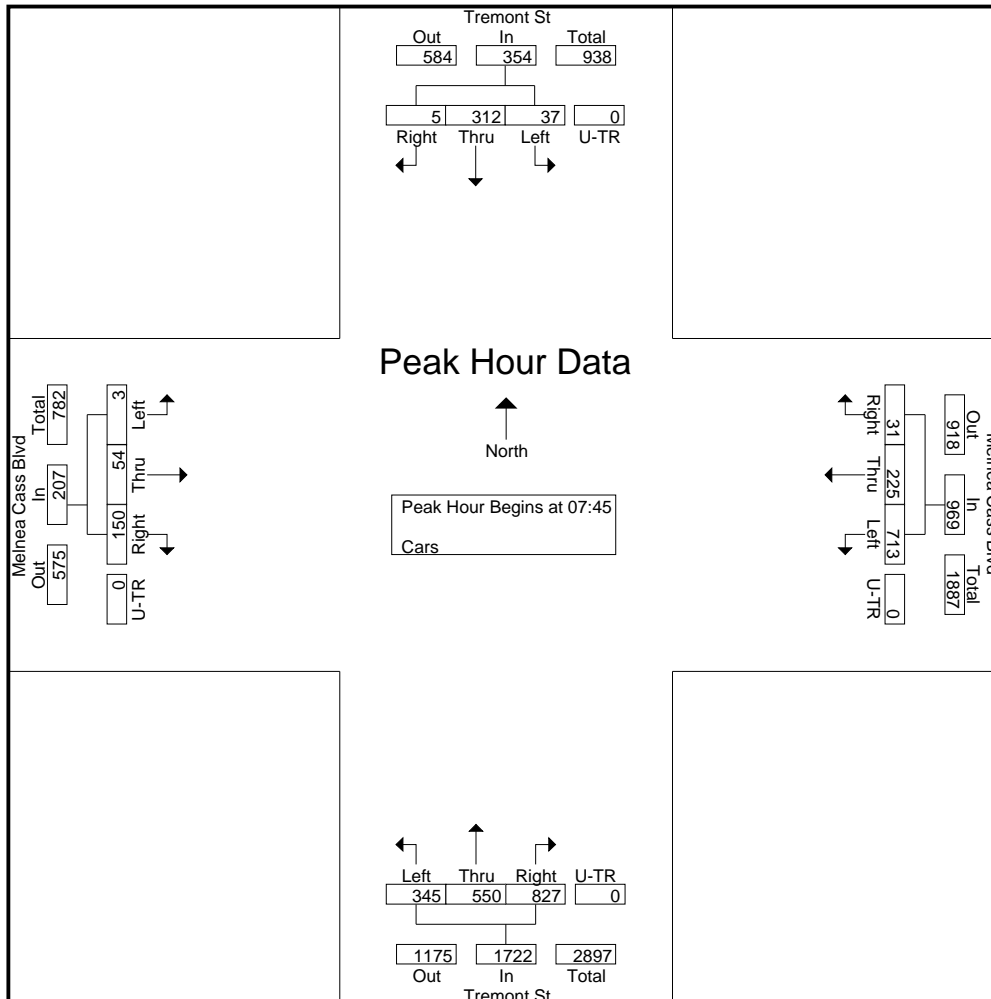 Tremont St
Out In Total
584 354 938
5 312 37 0
Right Thru Left U-TR
Peak Hour Data
North
Peak Hour Begins at 07:45
Cars
Melnea Cass Blvd
Total In Out
782 207 575
3 54 150 0
Left Thru Right U-TR
Right Thru Left U-TR
31 225 713 0
918 969 1887
Out In Total
Melnea Cass Blvd
Left Thru Right U-TR
345 550 827 0
1175 1722 2897
Out In Total
Tremont St